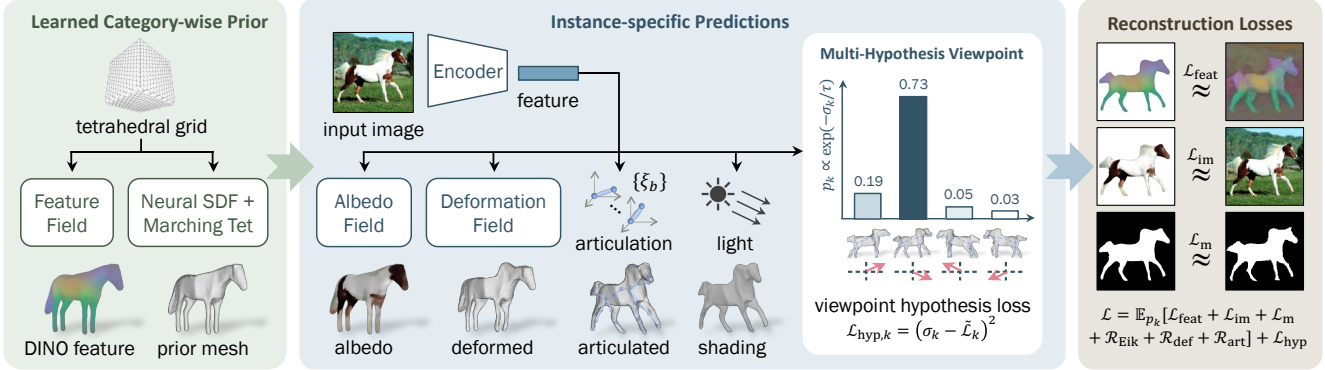 Learned Category-wise Prior
tetrahedral grid
Feature
Field
Neural SDF +
Marching Tet
DINO feature
prior mesh
Instance-specific Predictions
input image
Encoder
feature
Albedo
Field
Deformation
Field
{ξ_b}
articulation
light
albedo
deformed
articulated
shading
Multi-Hypothesis Viewpoint
p_k ∝ exp(−σ_k/τ)
0.19
0.73
0.05
0.03
viewpoint hypothesis loss
ℒ_hyp,k = (σ_k − ℒ̃_k)²
Reconstruction Losses
ℒ_feat
≈
ℒ_im
≈
ℒ_m
≈
ℒ = 𝔼_{p_k}[ℒ_feat + ℒ_im + ℒ_m
+ ℛ_Eik + ℛ_def + ℛ_art] + ℒ_hyp